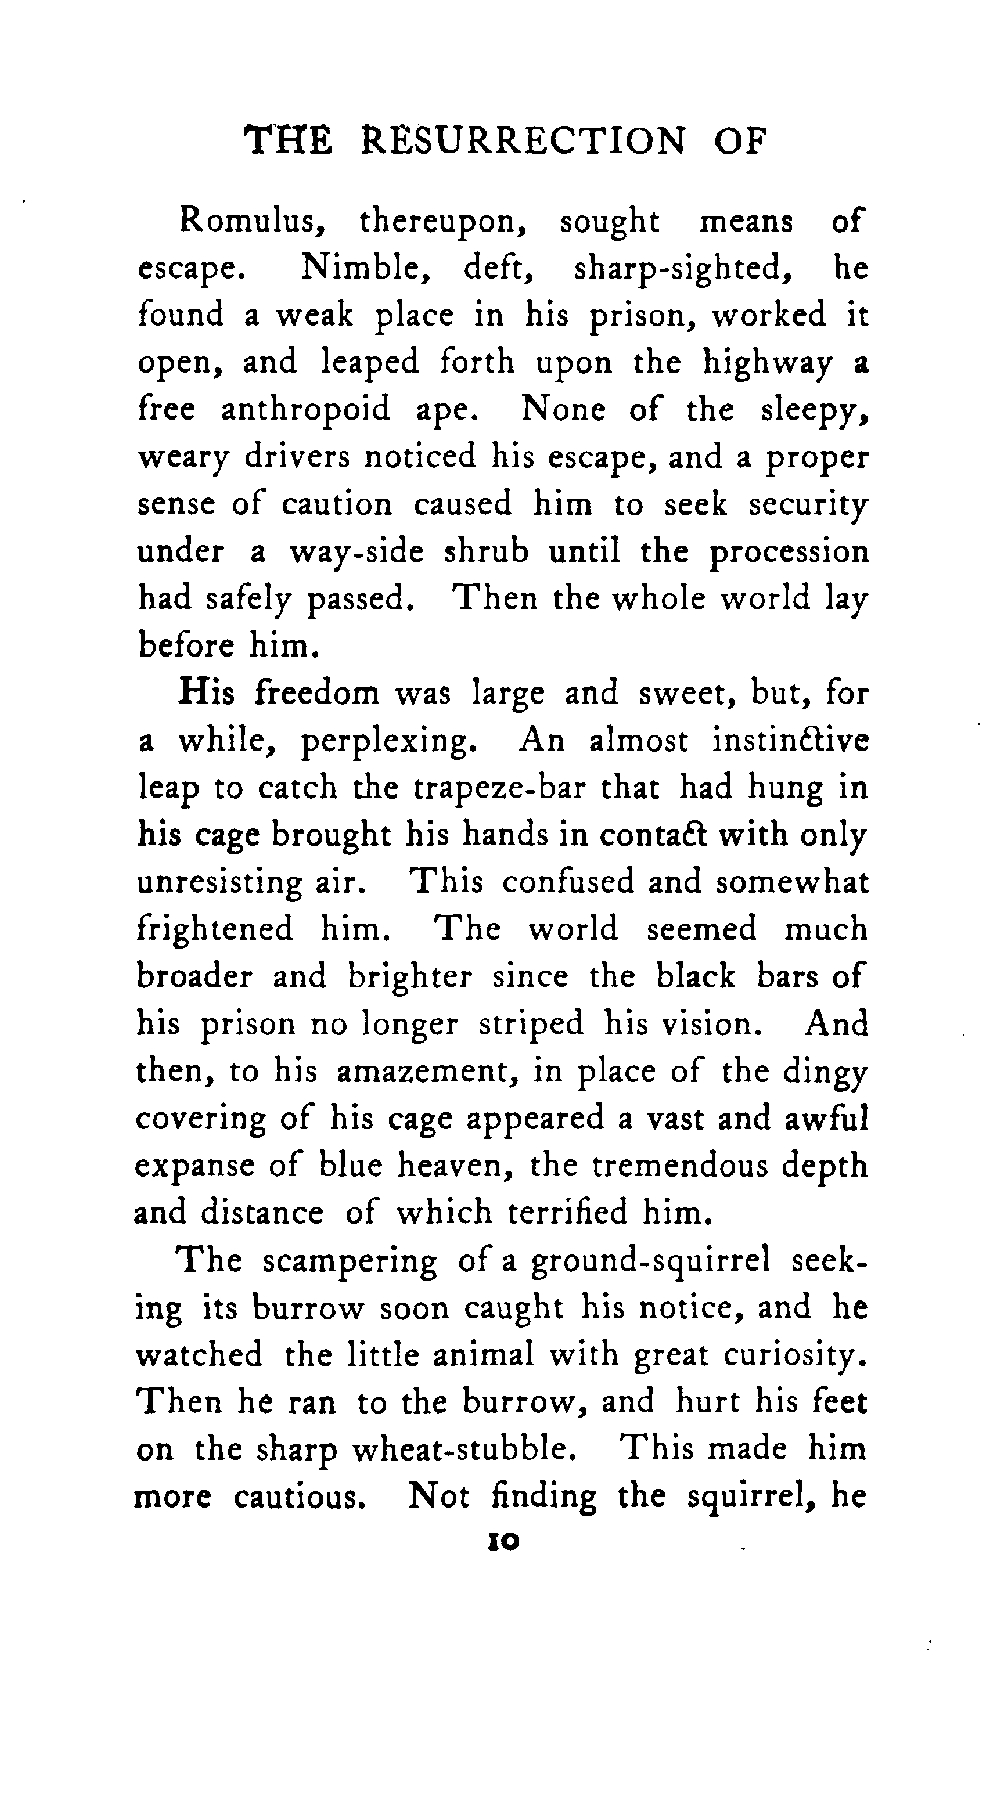 THE RESURRECTION OF
Romulus, thereupon, sought means of
escape. Nimble, deft, sharp-sighted, he
found a weak place in his prison, worked it
open, and leaped forth upon the highway a
free anthropoid ape. None of the sleepy,
weary drivers noticed his escape, and a proper
sense of caution caused him to seek security
under a way-side shrub until the procession
had safely passed. Then the whole world lay
before him.
His freedom was large and sweet, but, for
a while, perplexing. An almost instinctive
leap to catch the trapeze-bar that had hung in
his cage brought his hands in contact with only
unresisting air. This confused and somewhat
frightened him. The world seemed much
broader and brighter since the black bars of
his prison no longer striped his vision. And
then, to his amazement, in place of the dingy
covering of his cage appeared a vast and awful
expanse of blue heaven, the tremendous depth
and distance of which terrified him.
The scampering of a ground-squirrel seek-
ing its burrow soon caught his notice, and he
watched the little animal with great curiosity.
Then he ran to the burrow, and hurt his feet
on the sharp wheat-stubble. This made him
more cautious. Not finding the squirrel, he
10